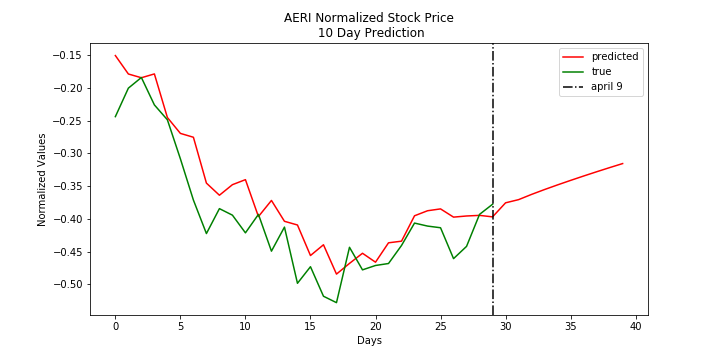 AERI Normalized Stock Price
10 Day Prediction
predicted
true
april 9
Normalized Values
−0.15
−0.20
−0.25
−0.30
−0.35
−0.40
−0.45
−0.50
0 5 10 15 20 25 30 35 40
Days